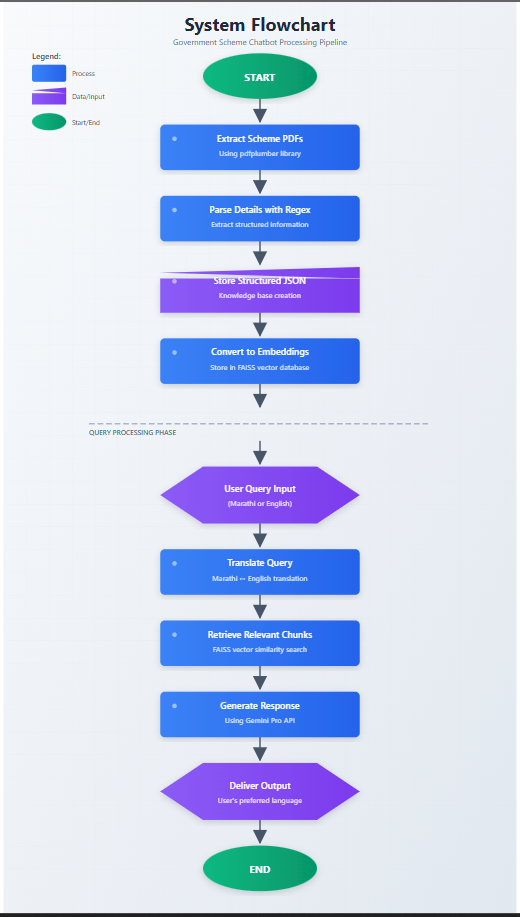 System Flowchart
Government Scheme Chatbot Processing Pipeline
Legend:
Process
Data/Input
Start/End
START
Extract Scheme PDFs
Using pdfplumber library
Parse Details with Regex
Extract structured information
Store Structured JSON
Knowledge base creation
Convert to Embeddings
Store in FAISS vector database
QUERY PROCESSING PHASE
User Query Input
(Marathi or English)
Translate Query
Marathi ↔ English translation
Retrieve Relevant Chunks
FAISS vector similarity search
Generate Response
Using Gemini Pro API
Deliver Output
User's preferred language
END